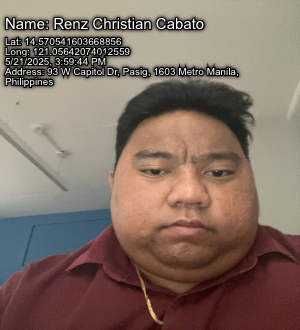 Name: Renz Christian Cabato
Lat: 14.570541603668856
Long: 121.05642074012559
5/21/2025, 3:59:44 PM
Address: 93 W Capitol Dr, Pasig, 1603 Metro Manila,
Philippines